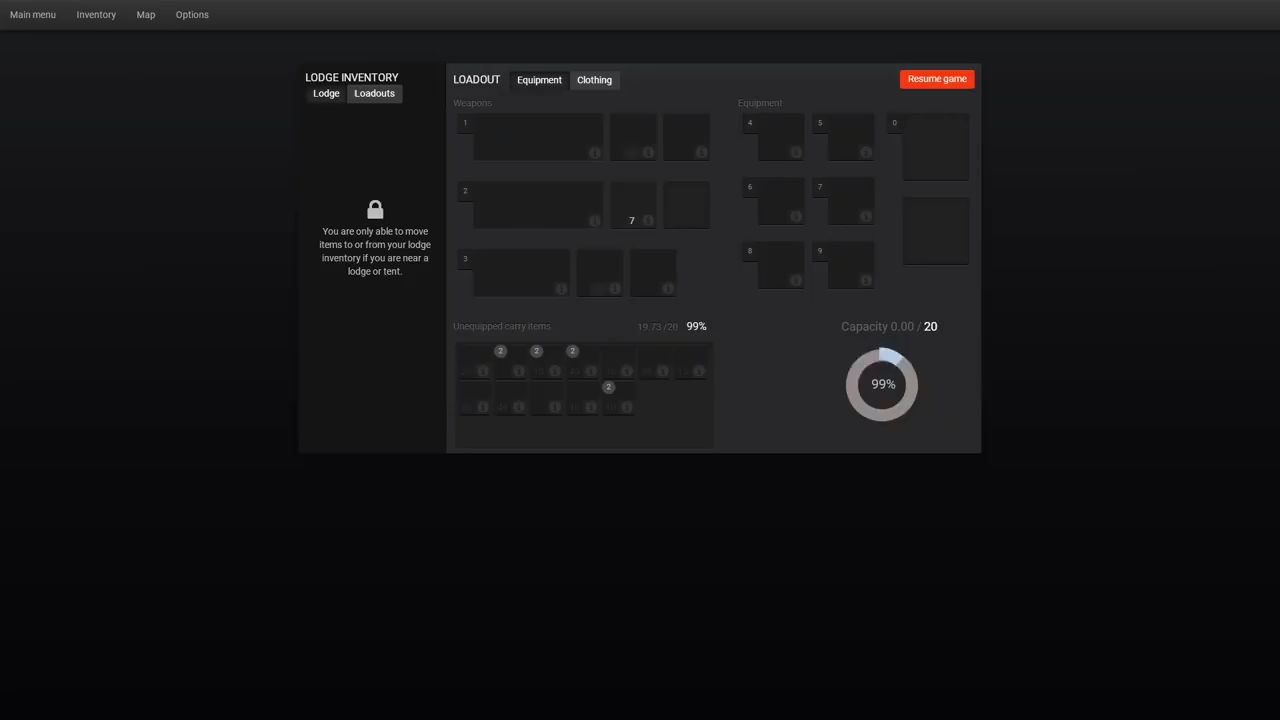 Main menu Inventory Map Options
LODGE INVENTORY
Lodge Loadouts
You are only able to move
items to or from your lodge
inventory if you are near a
lodge or tent.
LOADOUT Equipment Clothing Resume game
Weapons Equipment
1 4 5 0
6 7
2
7
8 9
3
Unequipped carry items 19.73 /20 99% Capacity 0.00 / 20
2 2 2
2
99%